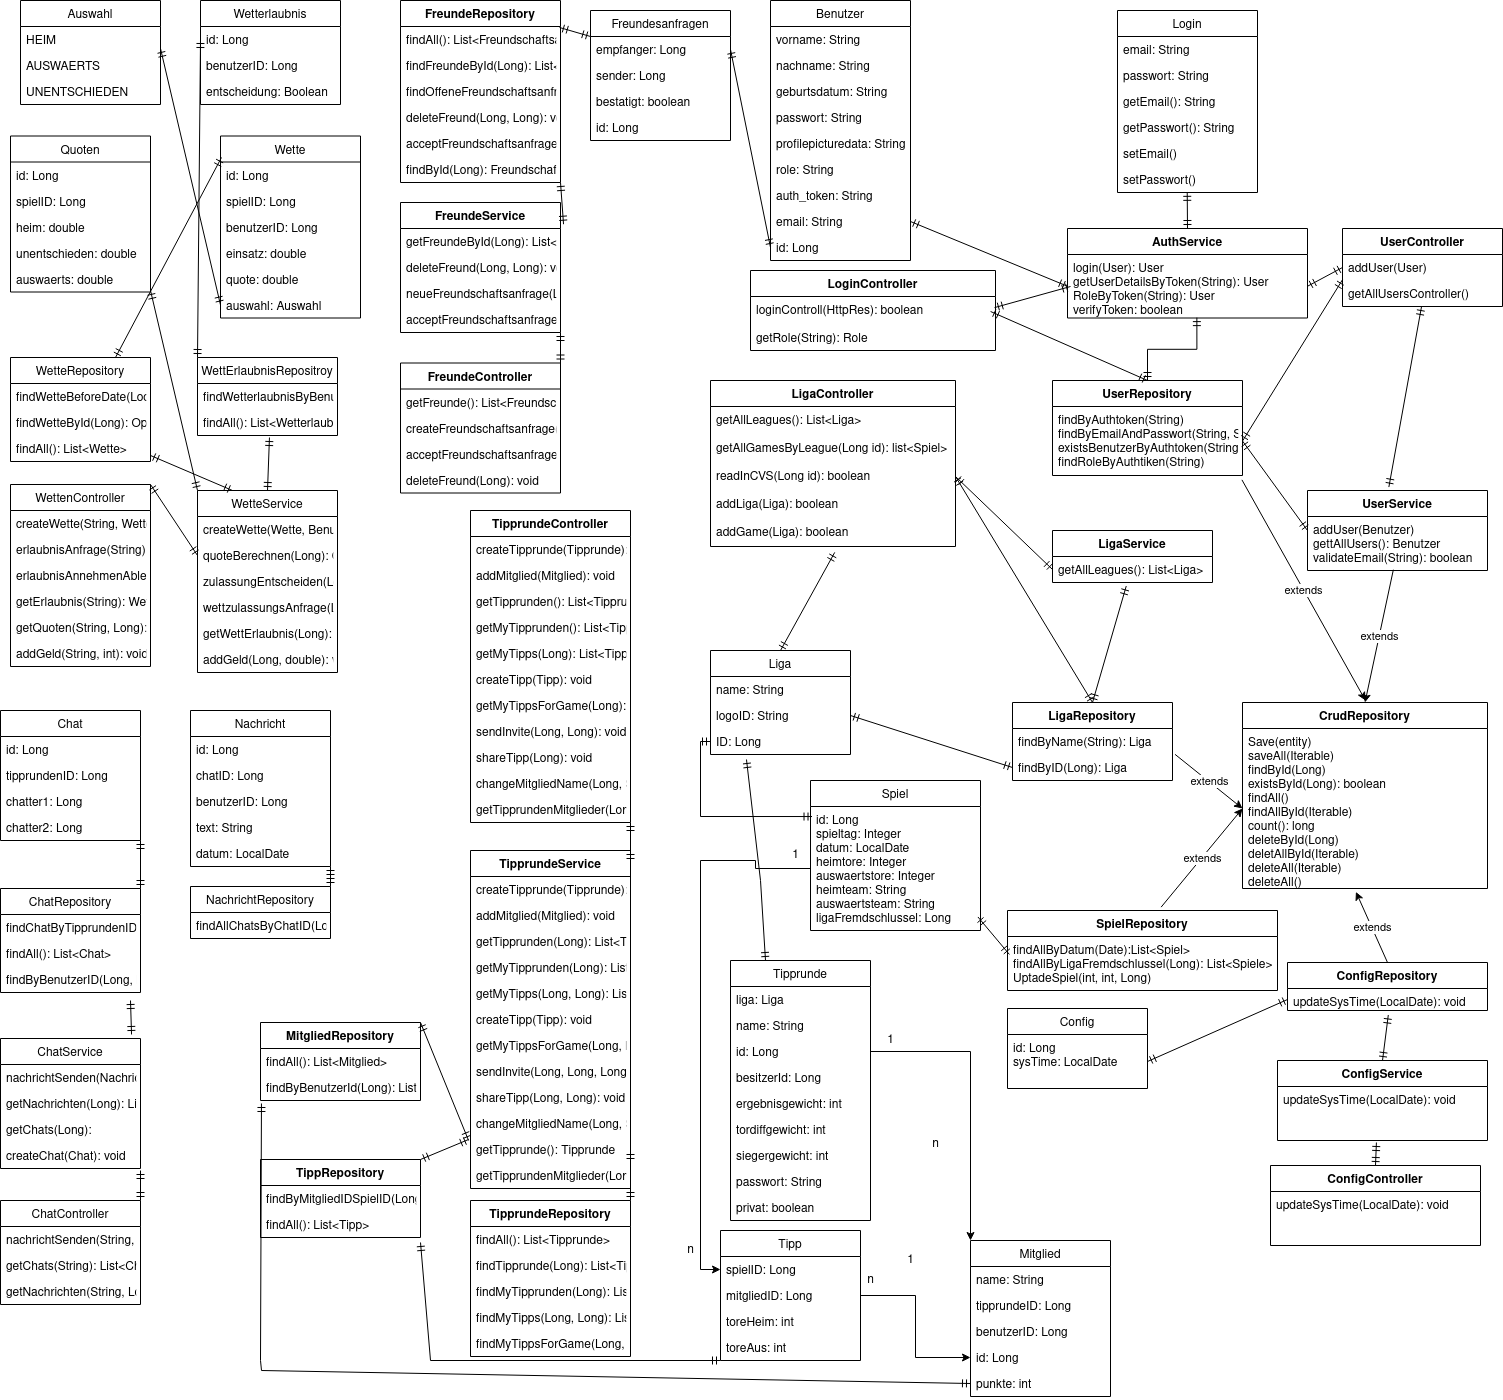 Auswahl
HEIM
AUSWAERTS
UNENTSCHIEDEN
Wetterlaubnis
id: Long
benutzerID: Long
entscheidung: Boolean
FreundeRepository
findAll(): List<Freundschafts
findFreundeById(Long): List<
findOffeneFreundschaftsanfr
deleteFreund(Long, Long): v
acceptFreundschaftsanfrage
findById(Long): Freundschaf
Freundesanfragen
empfanger: Long
sender: Long
bestatigt: boolean
id: Long
Benutzer
vorname: String
nachname: String
geburtsdatum: String
passwort: String
profilepicturedata: String
role: String
auth_token: String
email: String
id: Long
Login
email: String
passwort: String
getEmail(): String
getPasswort(): String
setEmail()
setPasswort()
Quoten
id: Long
spielID: Long
heim: double
unentschieden: double
auswaerts: double
Wette
id: Long
spielID: Long
benutzerID: Long
einsatz: double
quote: double
auswahl: Auswahl
FreundeService
getFreundeById(Long): List<
deleteFreund(Long, Long): v
neueFreundschaftsanfrage(L
acceptFreundschaftsanfrage
AuthService
login(User): User
getUserDetailsByToken(String): User
RoleByToken(String): User
verifyToken: boolean
UserController
addUser(User)
getAllUsersController()
LoginController
loginControll(HttpRes): boolean
getRole(String): Role
WetteRepository
findWetteBeforeDate(Loc
findWetteById(Long): Op
findAll(): List<Wette>
WettErlaubnisRepositroy
findWetterlaubnisByBenu
findAll(): List<Wetterlaub
FreundeController
getFreunde(): List<Freundsc
createFreundschaftsanfrage
acceptFreundschaftsanfrage
deleteFreund(Long): void
LigaController
getAllLeagues(): List<Liga>
getAllGamesByLeague(Long id): list<Spiel>
readInCVS(Long id): boolean
addLiga(Liga): boolean
addGame(Liga): boolean
UserRepository
findByAuthtoken(String)
findByEmailAndPasswort(String, S
existsBenutzerByAuthtoken(String
findRoleByAuthtiken(String)
WettenController
createWette(String, Wett
erlaubnisAnfrage(String)
erlaubnisAnnehmenAble
getErlaubnis(String): We
getQuoten(String, Long):
addGeld(String, int): void
WetteService
createWette(Wette, Benu
quoteBerechnen(Long):
zulassungEntscheiden(L
wettzulassungsAnfrage(l
getWettErlaubnis(Long):
addGeld(Long, double):
UserService
addUser(Benutzer)
gettAllUsers(): Benutzer
validateEmail(String): boolean
TipprundeController
createTipprunde(Tipprunde)
addMitglied(Mitglied): void
getTipprunden(): List<Tippru
getMyTipprunden(): List<Tip
getMyTipps(Long): List<Tipp
createTipp(Tipp): void
getMyTippsForGame(Long):
sendInvite(Long, Long): void
shareTipp(Long): void
changeMitgliedName(Long,
getTipprundenMitglieder(Lor
LigaService
getAllLeagues(): List<Liga>
extends
extends
Liga
name: String
logoID: String
ID: Long
LigaRepository
findByName(String): Liga
findByID(Long): Liga
extends
CrudRepository
Save(entity)
saveAll(Iterable)
findById(Long)
existsById(Long): boolean
findAll()
findAllById(Iterable)
count(): long
deleteById(Long)
deletAllById(Iterable)
deleteAll(Iterable)
deleteAll()
Chat
id: Long
tipprundenID: Long
chatter1: Long
chatter2: Long
Nachricht
id: Long
chatID: Long
benutzerID: Long
text: String
datum: LocalDate
Spiel
id: Long
spieltag: Integer
datum: LocalDate
heimtore: Integer
auswaertstore: Integer
heimteam: String
auswaertsteam: String
ligaFremdschlussel: Long
1
extends
TipprundeService
createTipprunde(Tipprunde)
addMitglied(Mitglied): void
getTipprunden(Long): List<T
getMyTipprunden(Long): List
getMyTipps(Long, Long): Lis
createTipp(Tipp): void
getMyTippsForGame(Long,
sendInvite(Long, Long, Long
shareTipp(Long, Long): void
changeMitgliedName(Long,
getTipprunde(): Tipprunde
getTipprundenMitglieder(Lor
ChatRepository
findChatByTipprundenID
findAll(): List<Chat>
findByBenutzerID(Long,
NachrichtRepository
findAllChatsByChatID(Lc
SpielRepository
findAllByDatum(Date):List<Spiel>
findAllByLigaFremdschlussel(Long): List<Spiele>
UptadeSpiel(int, int, Long)
extends
ConfigRepository
updateSysTime(LocalDate): void
Tipprunde
liga: Liga
name: String
id: Long
besitzerId: Long
ergebnisgewicht: int
tordiffgewicht: int
siegergewicht: int
passwort: String
privat: boolean
1
n
Config
id: Long
sysTime: LocalDate
MitgliedRepository
findAll(): List<Mitglied>
findByBenutzerId(Long): List
ChatService
nachrichtSenden(Nachri
getNachrichten(Long): Li
getChats(Long):
createChat(Chat): void
ConfigService
updateSysTime(LocalDate): void
TippRepository
findByMitgliedIDSpielID(Lon
findAll(): List<Tipp>
ConfigController
updateSysTime(LocalDate): void
ChatController
nachrichtSenden(String,
getChats(String): List<Cl
getNachrichten(String, L
TipprundeRepository
findAll(): List<Tipprunde>
findTipprunde(Long): List<Ti
findMyTipprunden(Long): Lis
findMyTipps(Long, Long): Lis
findMyTippsForGame(Long,
n
Tipp
spielID: Long
mitgliedID: Long
toreHeim: int
toreAus: int
1
n
Mitglied
name: String
tipprundeID: Long
benutzerID: Long
id: Long
punkte: int